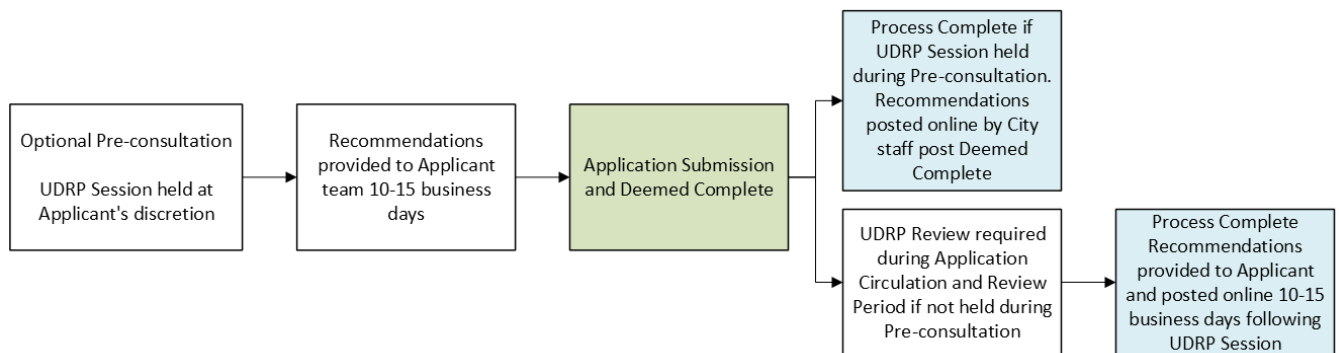 Optional Pre-consultation
UDRP Session held at
Applicant's discretion
Recommendations
provided to Applicant
team 10-15 business
days
Application Submission
and Deemed Complete
Process Complete if
UDRP Session held
during Pre-consultation.
Recommendations
posted online by City
staff post Deemed
Complete
UDRP Review required
during Application
Circulation and Review
Period if not held during
Pre-consultation
Process Complete
Recommendations
provided to Applicant
and posted online 10-15
business days following
UDRP Session